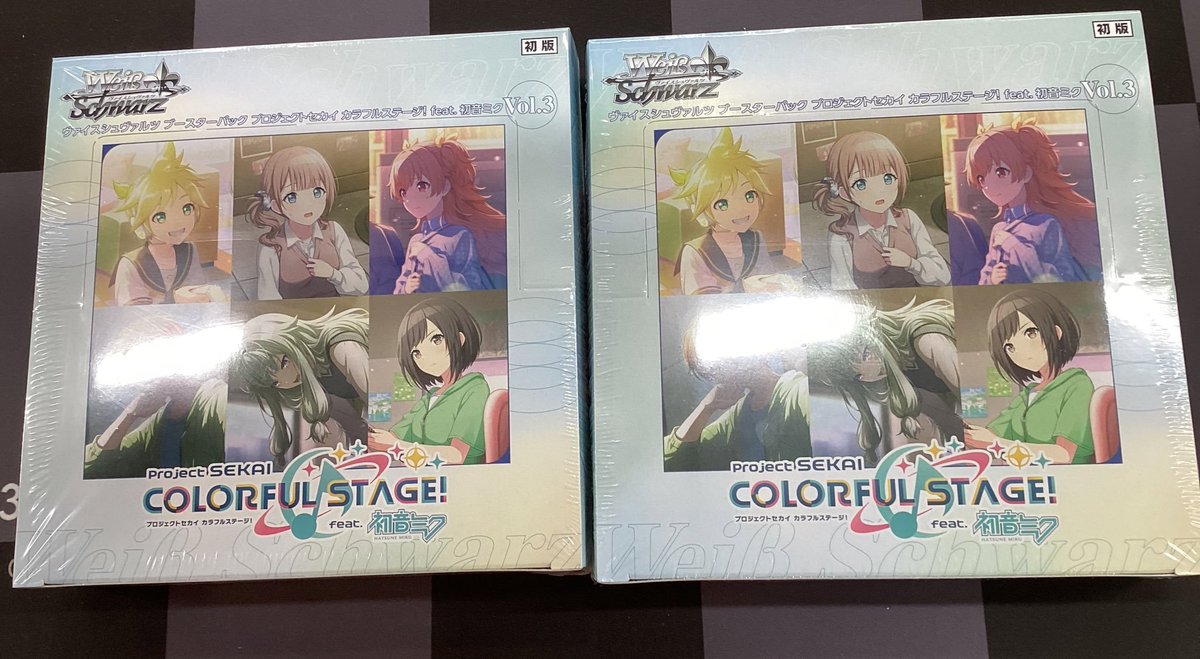 初版
Weiß Schwarz
ヴァイスシュヴァルツ
ヴァイスシュヴァルツ ブースターパック プロジェクトセカイ カラフルステージ! feat. 初音ミク Vol.3
Project SEKAI
COLORFUL STAGE!
プロジェクトセカイ カラフルステージ!
feat. 初音ミク
HATSUNE MIKU
Weiß Schwarz
初版
Weiß Schwarz
ヴァイスシュヴァルツ
ヴァイスシュヴァルツ ブースターパック プロジェクトセカイ カラフルステージ! feat. 初音ミク Vol.3
Project SEKAI
COLORFUL STAGE!
プロジェクトセカイ カラフルステージ!
feat. 初音ミク
HATSUNE MIKU
Weiß Schwarz
3